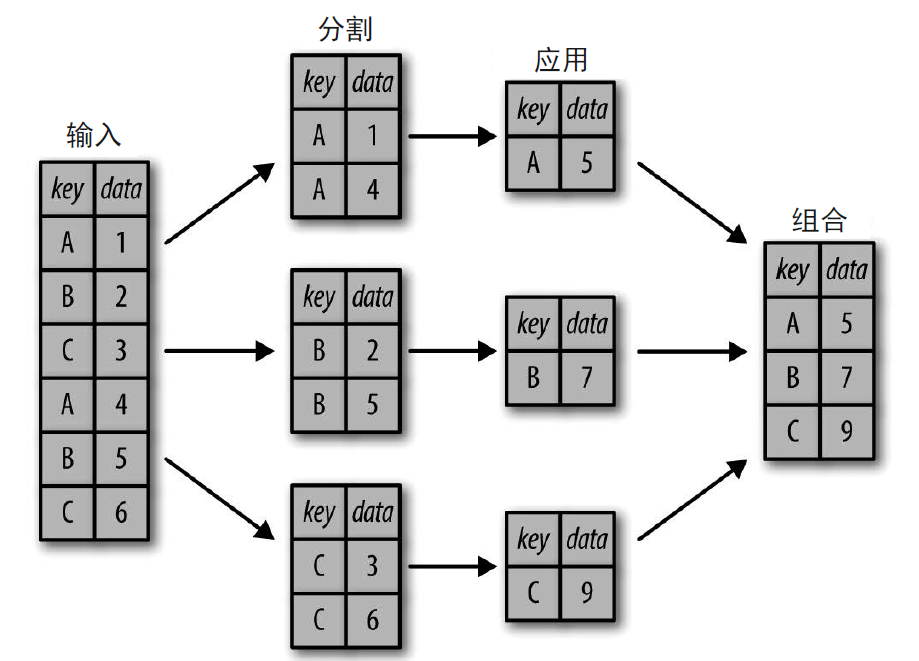 输入
key data
A 1
B 2
C 3
A 4
B 5
C 6
分割
key data
A 1
A 4
key data
B 2
B 5
key data
C 3
C 6
应用
key data
A 5
key data
B 7
key data
C 9
组合
key data
A 5
B 7
C 9